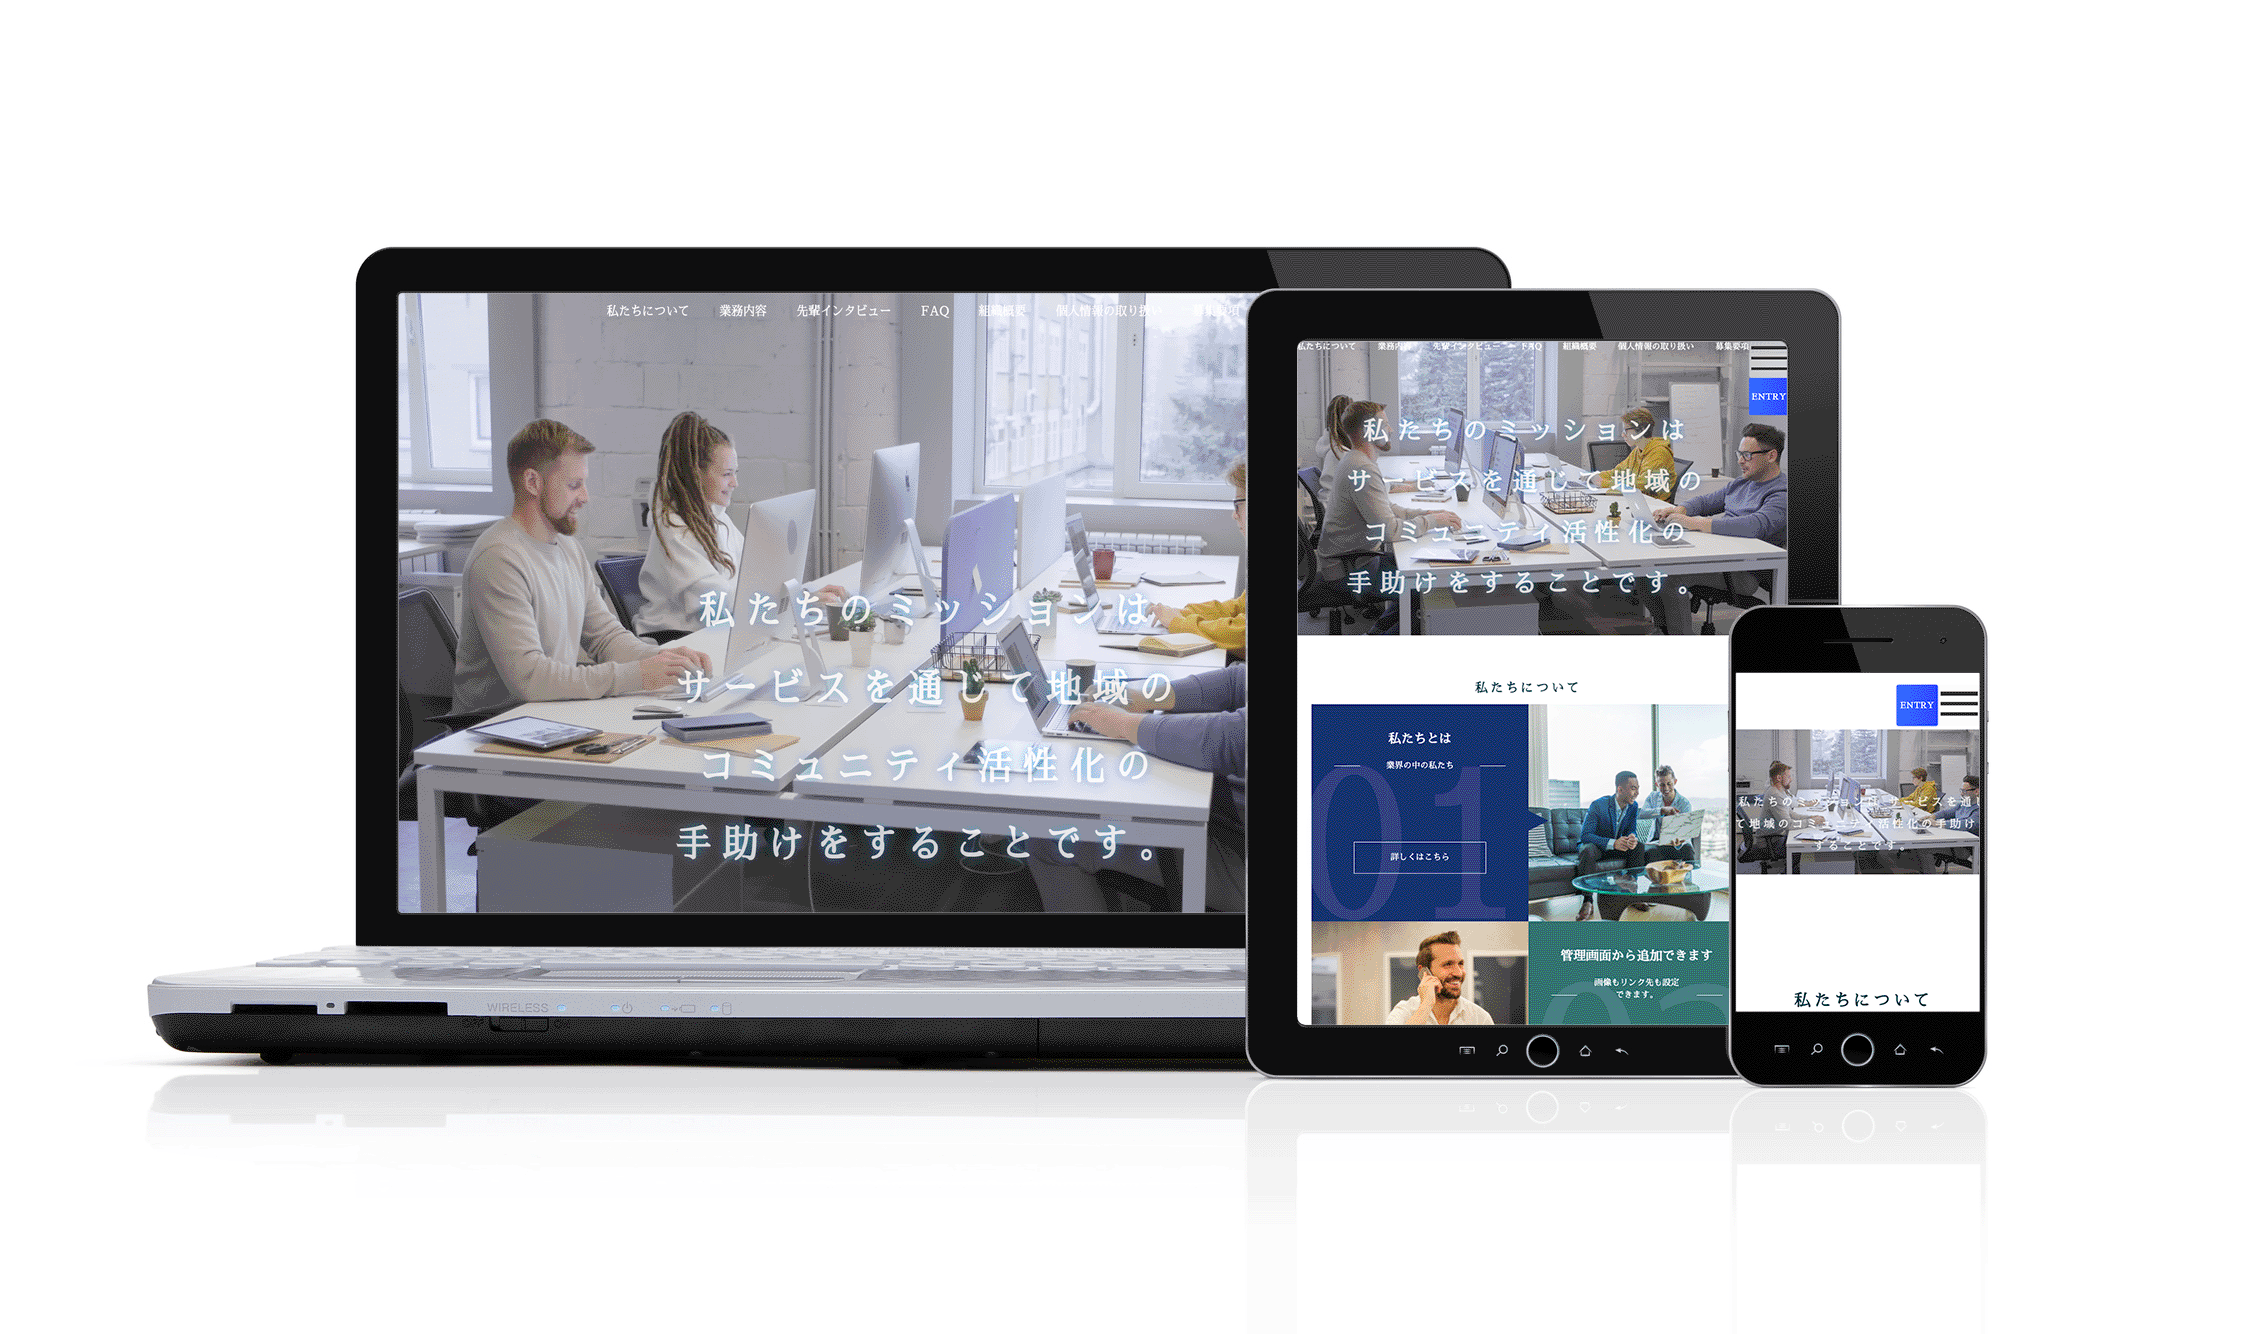 私たちについて 業務内容 先輩インタビュー FAQ 組織概要 個人情報の取り扱い 募集要項
私たちのミッションは
サービスを通じて地域の
コミュニティ活性化の
手助けをすることです。
WIRELESS
私たちについて 業務内容 先輩インタビュー FAQ 組織概要 個人情報の取り扱い 募集要項
ENTRY
私たちのミッションは
サービスを通じて地域の
コミュニティ活性化の
手助けをすることです。
私たちについて
私たちとは
業界の中の私たち
01
詳しくはこちら
管理画面から追加できます
画像もリンク先も設定
できます。
ENTRY
私たちのミッションは サービスを通じ
て地域のコミュニティ活性化の手助け
することです。
私たちについて